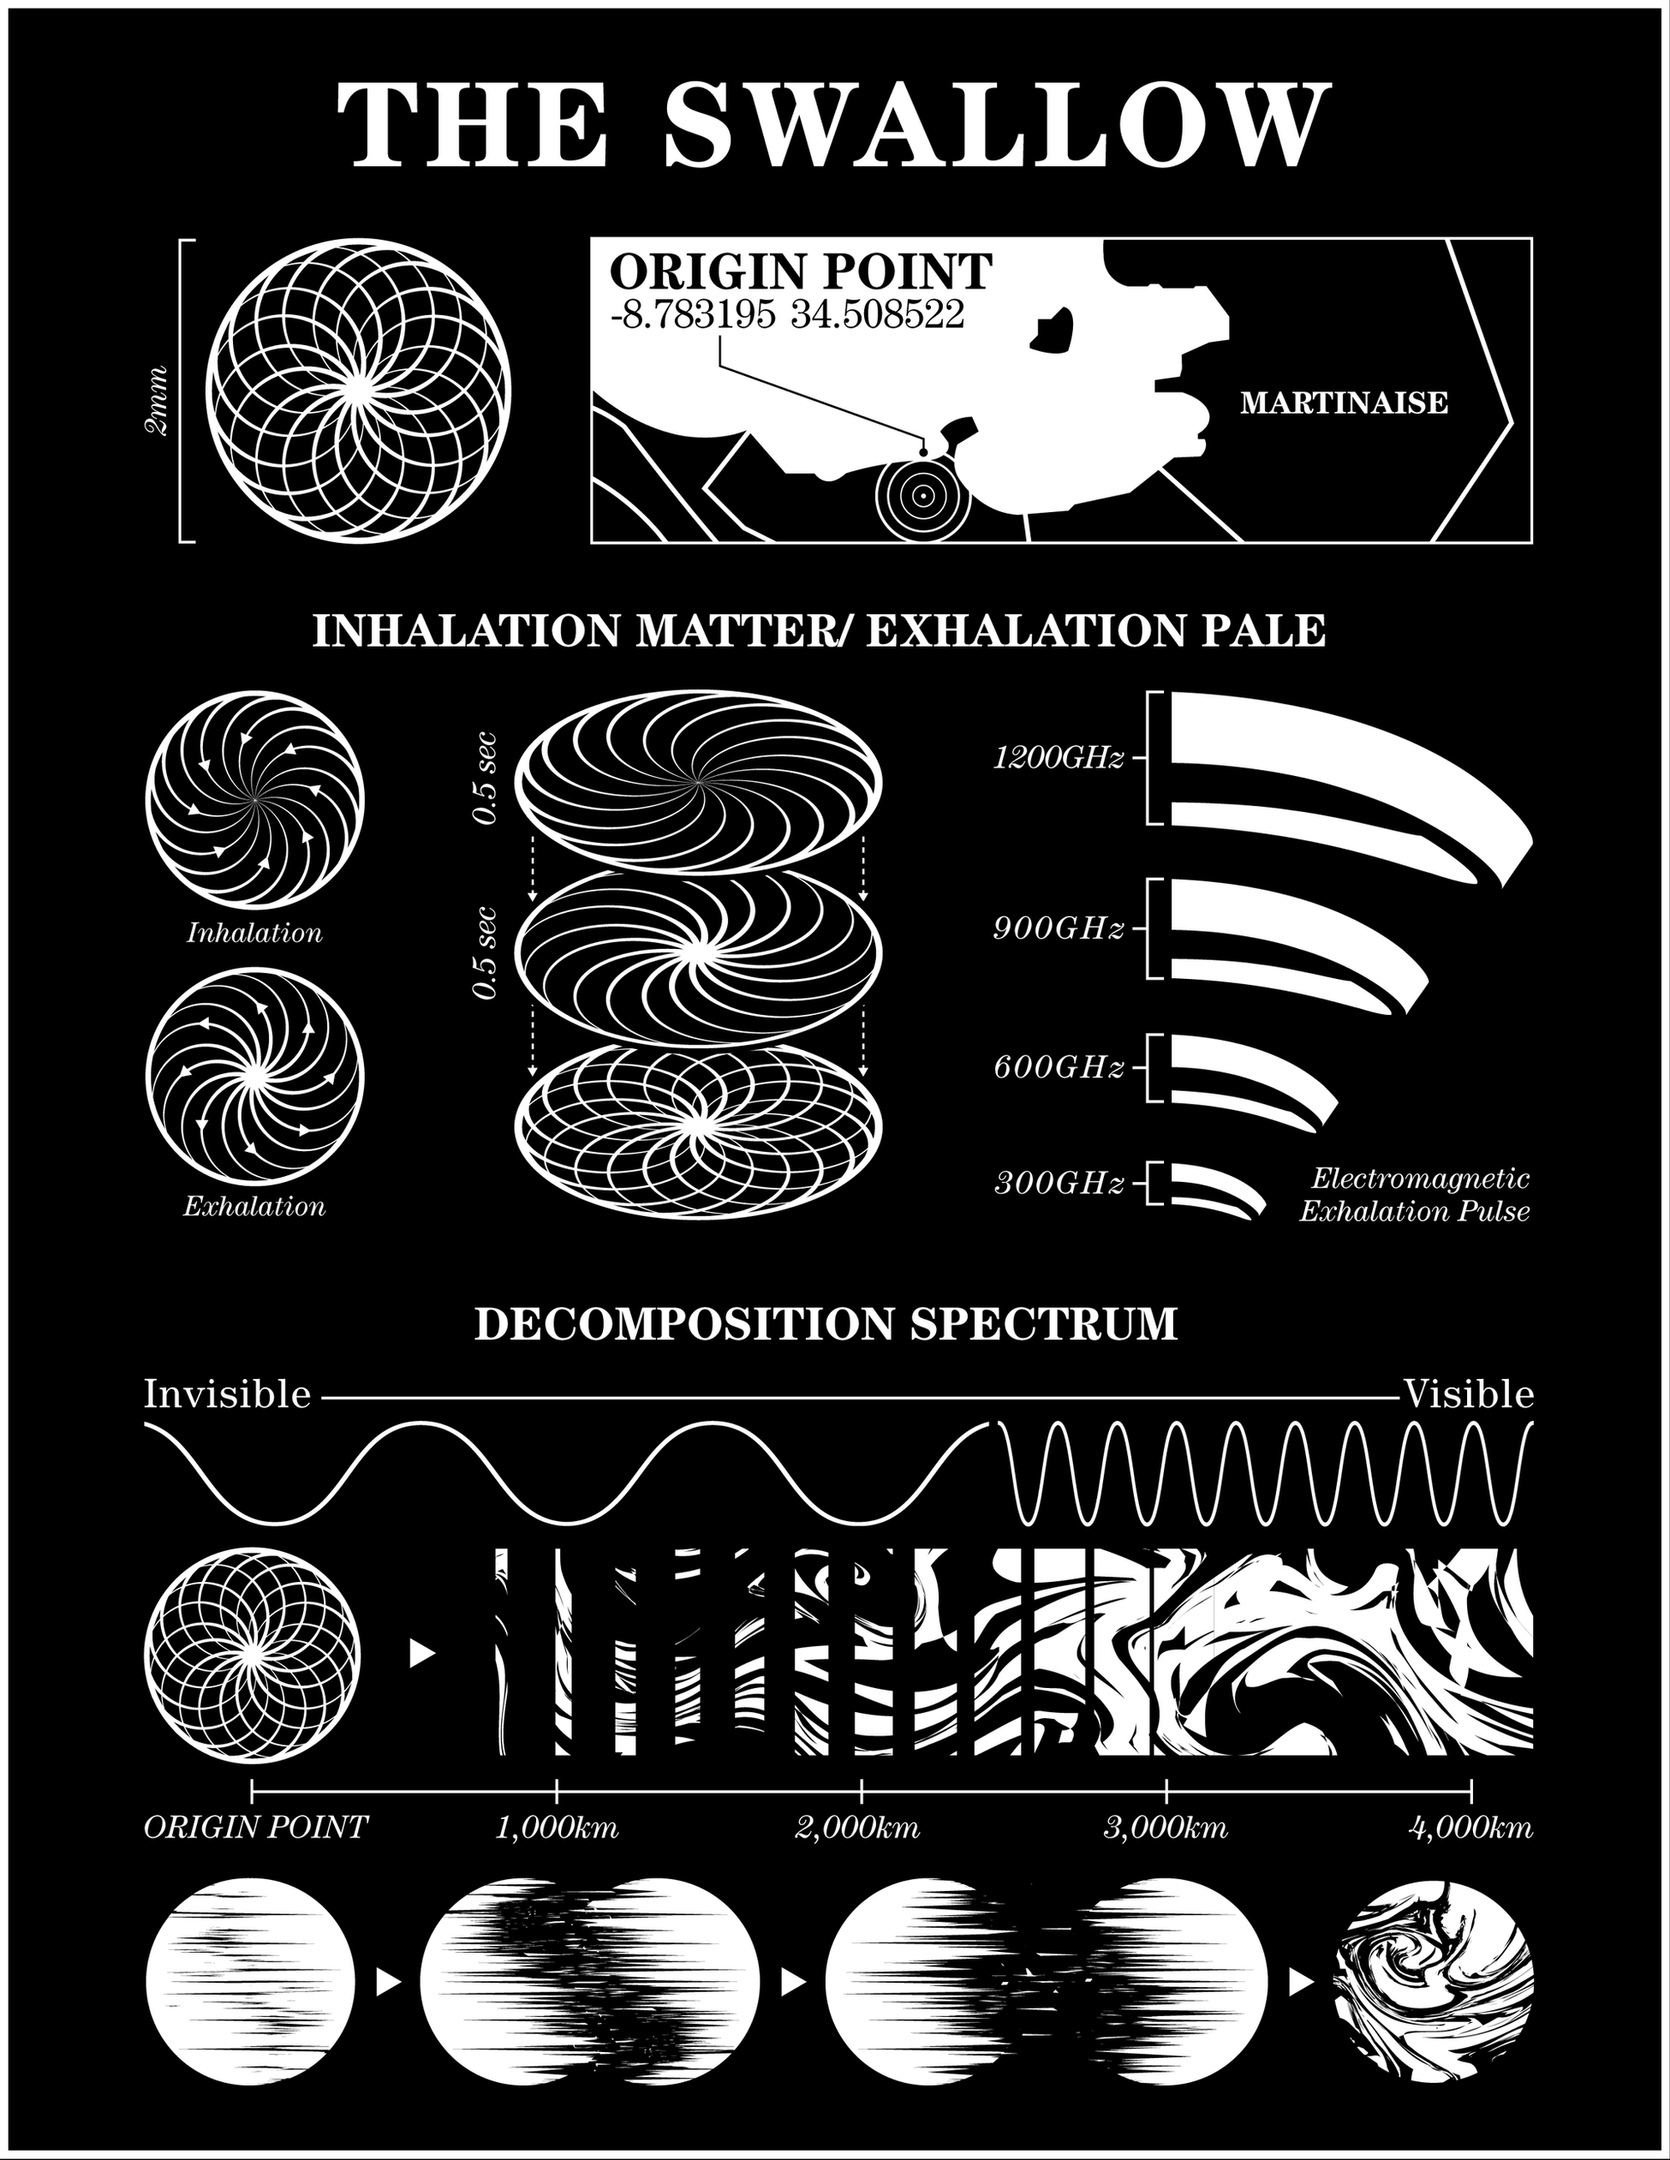 THE SWALLOW
2mm
ORIGIN POINT
-8.783195 34.508522
MARTINAISE
INHALATION MATTER/ EXHALATION PALE
Inhalation
Exhalation
0.5 sec
0.5 sec
1200GHz
900GHz
600GHz
300GHz
Electromagnetic
Exhalation Pulse
DECOMPOSITION SPECTRUM
Invisible
Visible
ORIGIN POINT
1,000km
2,000km
3,000km
4,000km